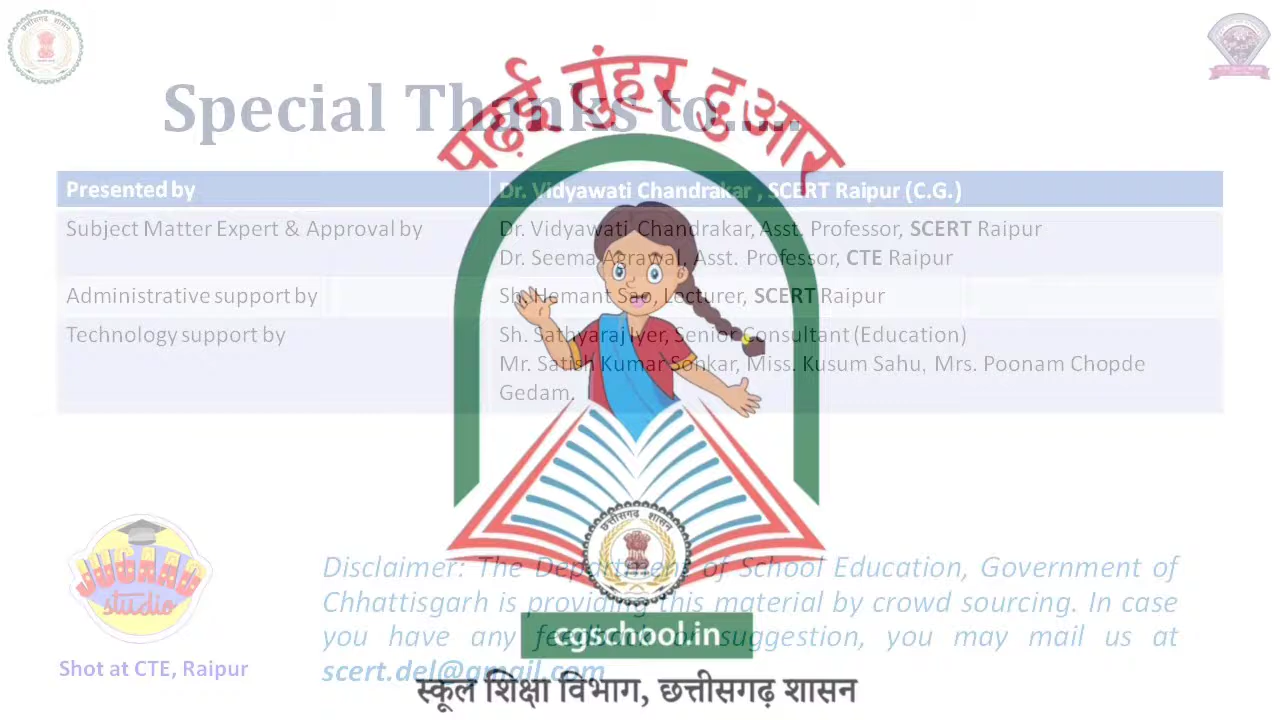 पढ़ई तुंहर दुआर
Special Thanks to.....
Presented by
Dr. Vidyawati Chandrakar , SCERT Raipur (C.G.)
Subject Matter Expert & Approval by
Dr. Vidyawati Chandrakar, Asst. Professor, SCERT Raipur
Dr. Seema Agrawal, Asst. Professor, CTE Raipur
Administrative support by
Sh. Hemant Sao, Lecturer, SCERT Raipur
Technology support by
Sh. Sathyaraj Iyer, Senior Consultant (Education)
Mr. Satish Kumar Sonkar, Miss. Kusum Sahu, Mrs. Poonam Chopde
Gedam.
छत्तीसगढ़ शासन
JUGAAD
studio
Shot at CTE, Raipur
Disclaimer: The Department of School Education, Government of
Chhattisgarh is providing this material by crowd sourcing. In case
you have any feedback or suggestion, you may mail us at
scert.del@gmail.com
cgschool.in
स्कूल शिक्षा विभाग, छत्तीसगढ़ शासन